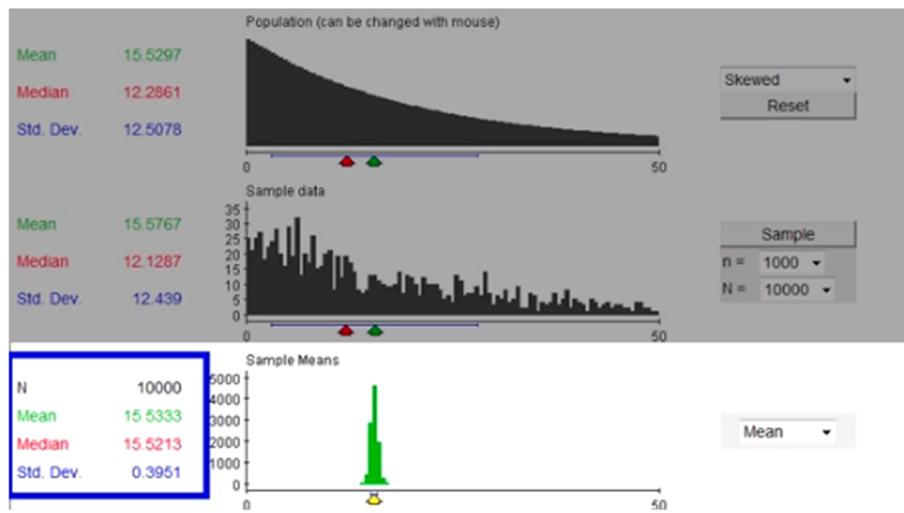 Population (can be changed with mouse)
Mean 15.5297
Median 12.2861
Std. Dev. 12.5078
0 50
Skewed
Reset
Sample data
Mean 15.5767
Median 12.1287
Std. Dev. 12.439
35
30
25
20
15
10
5
0
0 50
Sample
n = 1000
N = 10000
Sample Means
N 10000
Mean 15.5333
Median 15.5213
Std. Dev. 0.3951
5000
4000
3000
2000
1000
0
0 50
Mean